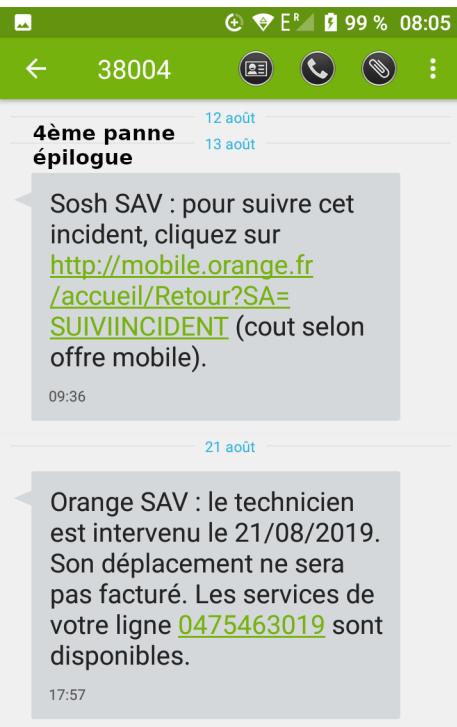 E R 99 % 08:05
38004
12 août
4ème panne
13 août
épilogue
Sosh SAV : pour suivre cet
incident, cliquez sur
http://mobile.orange.fr
/accueil/Retour?SA=
SUIVIINCIDENT (cout selon
offre mobile).
09:36
21 août
Orange SAV : le technicien
est intervenu le 21/08/2019.
Son déplacement ne sera
pas facturé. Les services de
votre ligne 0475463019 sont
disponibles.
17:57